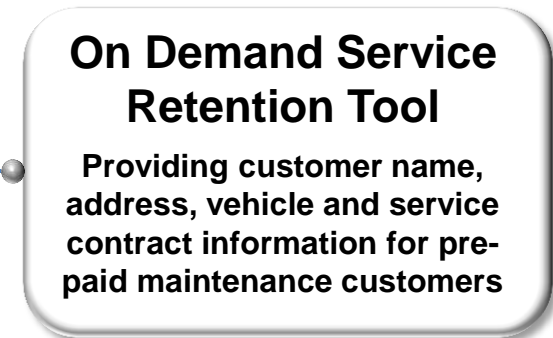 On Demand Service
Retention Tool
Providing customer name,
address, vehicle and service
contract information for pre-
paid maintenance customers